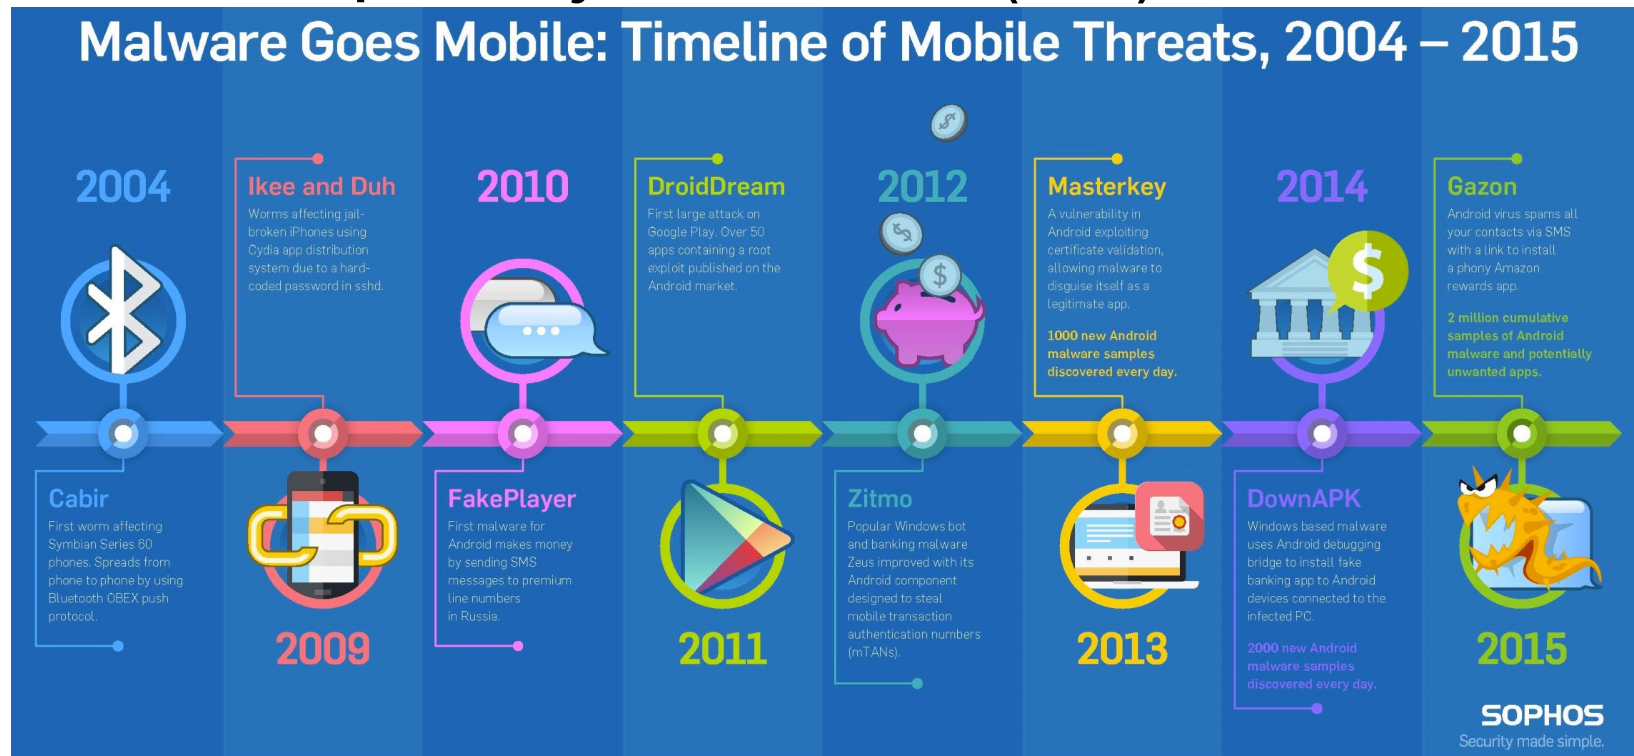 Malware Goes Mobile: Timeline of Mobile Threats, 2004 – 2015
2004
Cabir
First worm affecting
Symbian Series 60
phones. Spreads from
phone to phone by using
Bluetooth OBEX push
protocol.
Ikee and Duh
Worms affecting jail-
broken iPhones using
Cydia app distribution
system due to a hard-
coded password in sshd.
2009
2010
FakePlayer
First malware for
Android makes money
by sending SMS
messages to premium
line numbers
in Russia.
DroidDream
First large attack on
Google Play. Over 50
apps containing a root
exploit published on the
Android market.
2011
2012
$
$
$
Zitmo
Popular Windows bot
and banking malware
Zeus improved with its
Android component
designed to steal
mobile transaction
authentication numbers
(mTANs).
Masterkey
A vulnerability in
Android exploiting
certificate validation,
allowing malware to
disguise itself as a
legitimate app.
1000 new Android
malware samples
discovered every day.
2013
2014
$
DownAPK
Windows based malware
uses Android debugging
bridge to install fake
banking app to Android
devices connected to the
infected PC.
2000 new Android
malware samples
discovered every day.
Gazon
Android virus spams all
your contacts via SMS
with a link to install
a phony Amazon
rewards app.
2 million cumulative
samples of Android
malware and potentially
unwanted apps.
2015
SOPHOS
Security made simple.